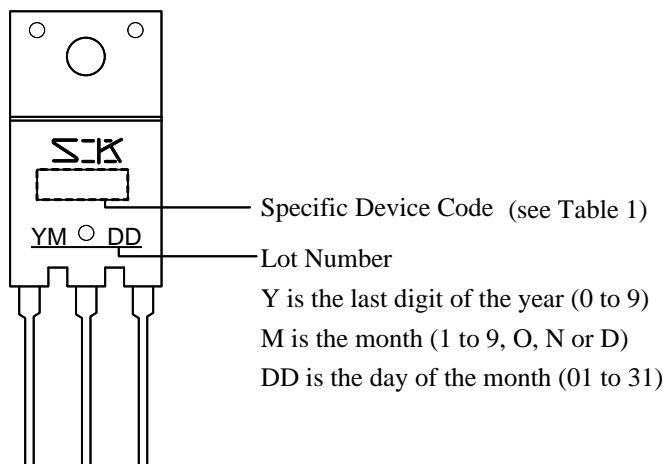 SK
Specific Device Code (see Table 1)
YM DD
Lot Number
Y is the last digit of the year (0 to 9)
M is the month (1 to 9, O, N or D)
DD is the day of the month (01 to 31)